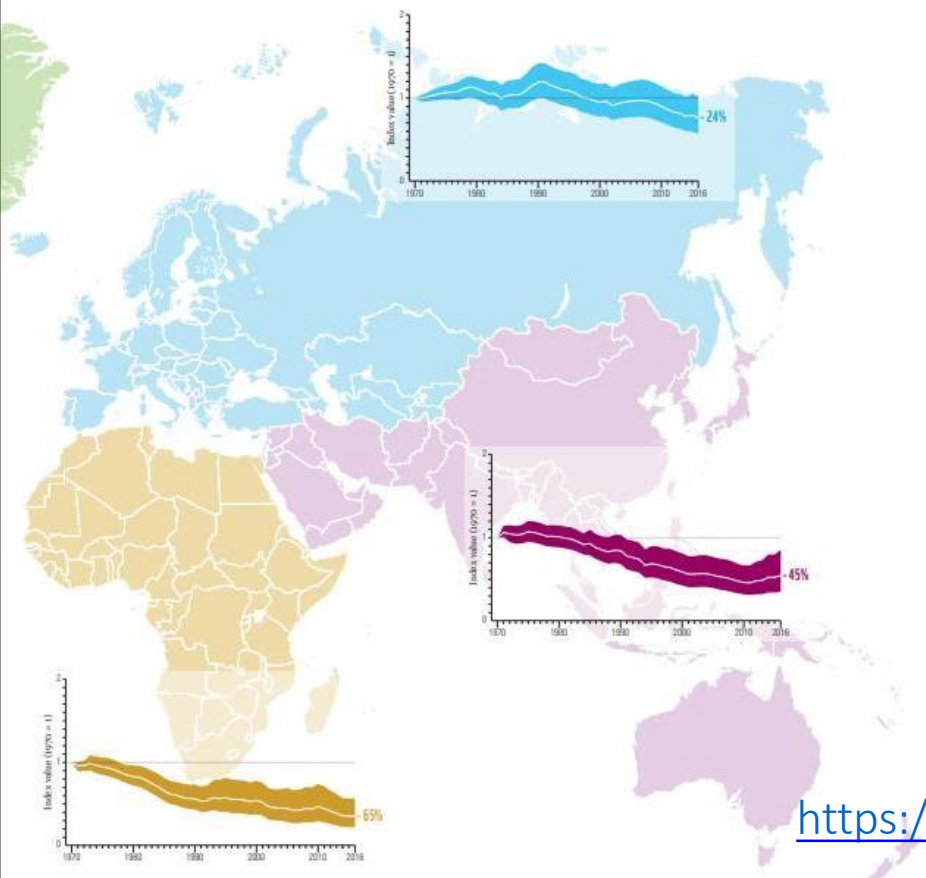 2
Index value (1970 = 1)
1
- 24%
0
1970 1980 1990 2000 2010 2016
2
Index value (1970 = 1)
1
- 45%
0
1970 1980 1990 2000 2010 2016
2
Index value (1970 = 1)
1
- 65%
0
1970 1980 1990 2000 2010 2016
https:/